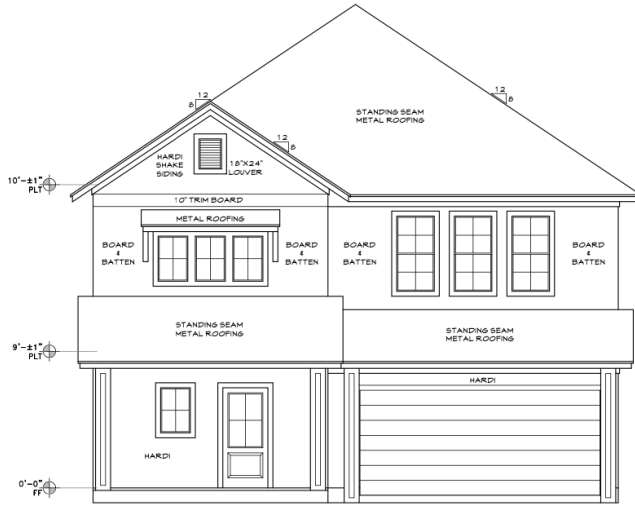 12
8
12
8
STANDING SEAM
METAL ROOFING
12
8
HARDI
SHAKE
SIDING
18"X24"
LOUVER
10'-±1"
PLT
10" TRIM BOARD
METAL ROOFING
BOARD
&
BATTEN
BOARD
&
BATTEN
BOARD
&
BATTEN
BOARD
&
BATTEN
STANDING SEAM
METAL ROOFING
STANDING SEAM
METAL ROOFING
9'-±1"
PLT
HARDI
HARDI
0'-0"
FF